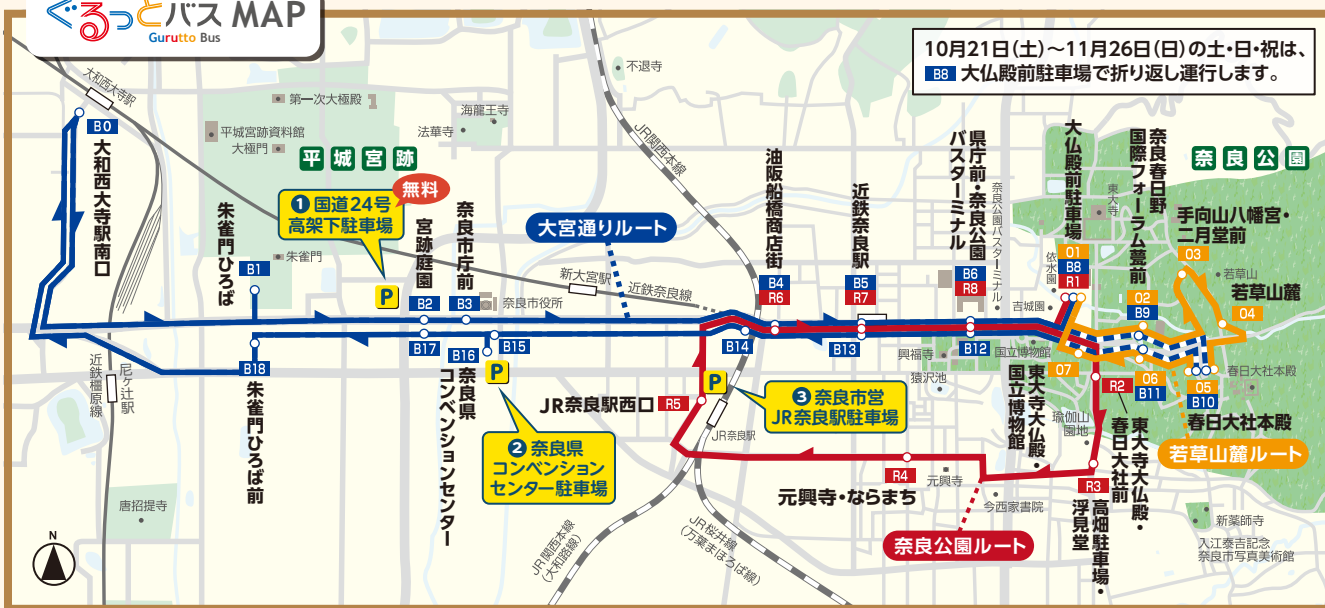 ぐるっとバス MAP
Gurutto Bus
10月21日(土)～11月26日(日)の土・日・祝は、
B8 大仏殿前駐車場で折り返し運行します。
大和西大寺駅
B0
大和西大寺駅南口
第一次大極殿
平城宮跡資料館
大極門
平城宮跡
海龍王寺
法華寺
不退寺
JR関西本線
無料
❶ 国道24号
高架下駐車場
朱雀門
朱雀門ひろば
B1
P
宮跡庭園
B2
奈良市庁前
B3
奈良市役所
大宮通りルート
新大宮駅
近鉄奈良線
油阪船橋商店街
B4
R6
近鉄奈良駅
B5
R7
県庁前・奈良公園
バスターミナル
B6
R8
奈良公園バスターミナル
大仏殿前駐車場
O1
B8
R1
依水園
吉城園
東大寺
奈良春日野
国際フォーラム甍前
O2
B9
奈良公園
手向山八幡宮・
二月堂前
O3
若草山
若草山麓
O4
B18
朱雀門ひろば前
B17
B16
奈良県
コンベンションセンター
B15
P
❷ 奈良県
コンベンション
センター駐車場
B14
B13
B12
興福寺
猿沢池
国立博物館
東大寺大仏殿・
国立博物館
O7
O6
B11
O5
B10
春日大社本殿
春日大社本殿
若草山麓ルート
R2
東大寺大仏殿・
春日大社前
瑜伽山
園地
R3
高畑駐車場・
浮見堂
P
❸ 奈良市営
JR奈良駅駐車場
JR奈良駅西口
R5
JR奈良駅
R4
元興寺・ならまち
元興寺
今西家書院
奈良公園ルート
新薬師寺
入江泰吉記念
奈良市写真美術館
近鉄橿原線
尼ヶ辻駅
唐招提寺
JR関西本線
(大和路線)
JR桜井線
(万葉まほろば線)
N